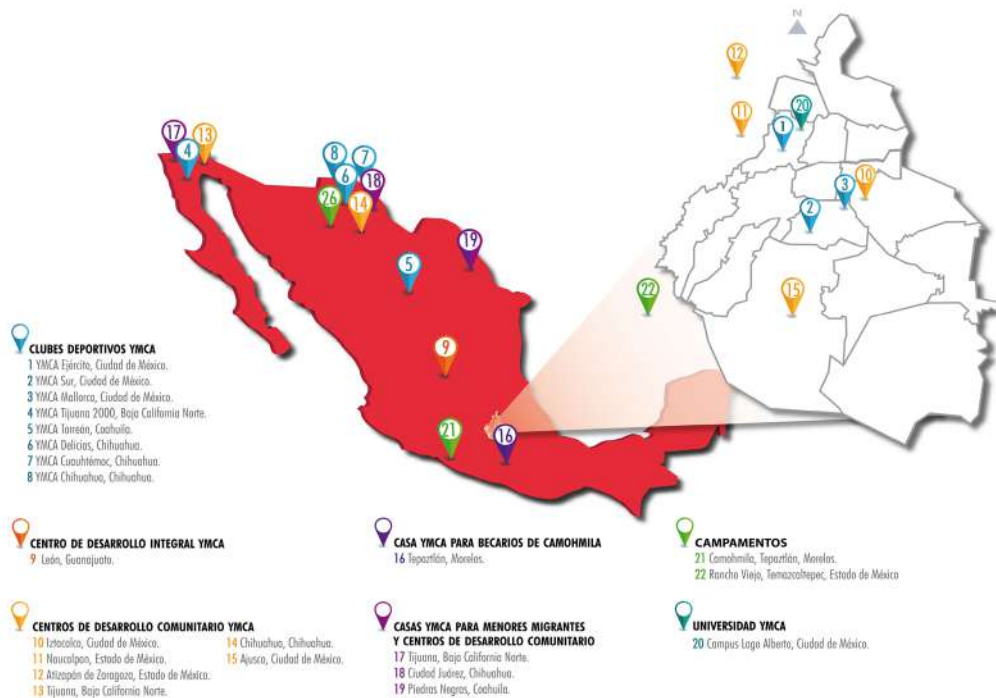 N
12
11
20
1
10
3
2
15
22
17
13
4
8
7
6
18
26
14
19
5
9
21
16
CLUBES DEPORTIVOS YMCA
1 YMCA Ejército, Ciudad de México.
2 YMCA Sur, Ciudad de México.
3 YMCA Mallorca, Ciudad de México.
4 YMCA Tijuana 2000, Baja California Norte.
5 YMCA Torreón, Coahuila.
6 YMCA Delicias, Chihuahua.
7 YMCA Cuauhtémoc, Chihuahua.
8 YMCA Chihuahua, Chihuahua.
CENTRO DE DESARROLLO INTEGRAL YMCA
9 León, Guanajuato.
CASA YMCA PARA BECARIOS DE CAMOHMILA
16 Tepoztlán, Morelos.
CAMPAMENTOS
21 Camohmila, Tepoztlán, Morelos.
22 Rancho Viejo, Temazcaltepec, Estado de México
CENTROS DE DESARROLLO COMUNITARIO YMCA
10 Iztacalco, Ciudad de México.
11 Naucalpan, Estado de México.
12 Atizapán de Zaragoza, Estado de México.
13 Tijuana, Baja California Norte.
14 Chihuahua, Chihuahua.
15 Ajusco, Ciudad de México.
CASAS YMCA PARA MENORES MIGRANTES
Y CENTROS DE DESARROLLO COMUNITARIO
17 Tijuana, Baja California Norte.
18 Ciudad Juárez, Chihuahua.
19 Piedras Negras, Coahuila.
UNIVERSIDAD YMCA
20 Campus Lago Alberto, Ciudad de México.